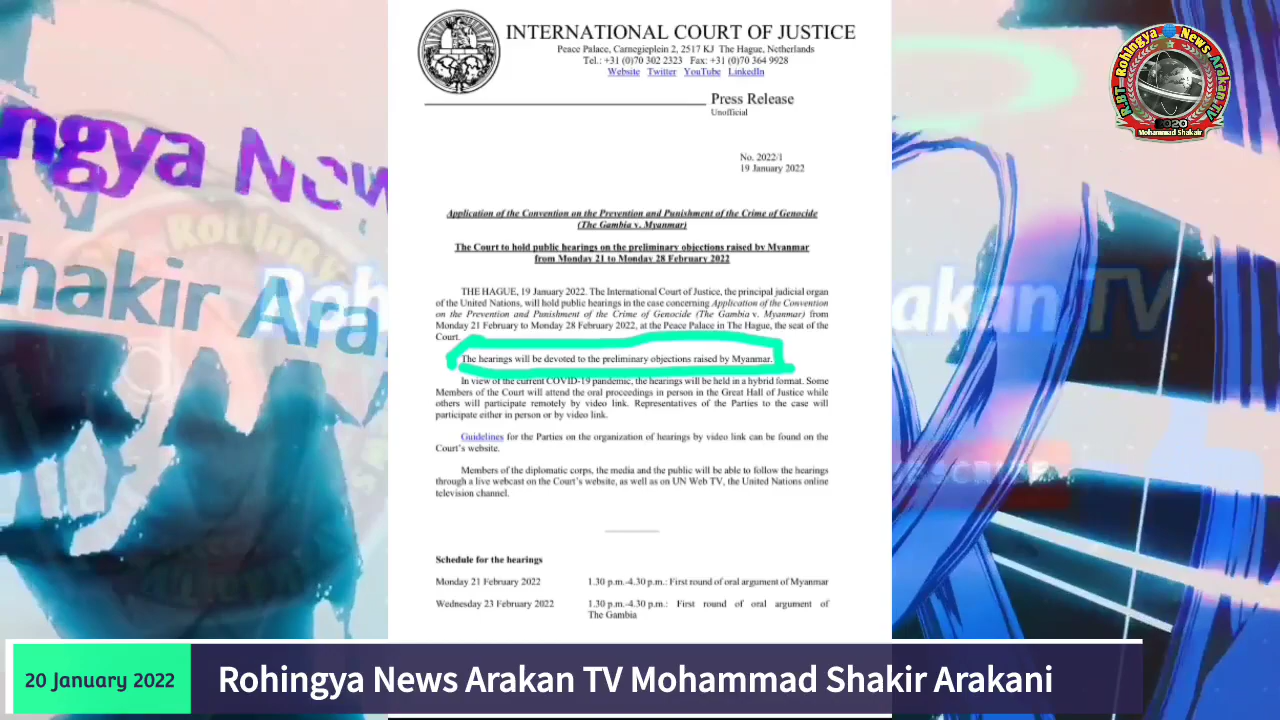 INTERNATIONAL COURT OF JUSTICE
Peace Palace, Carnegieplein 2, 2517 KJ The Hague, Netherlands
Tel.: +31 (0)70 302 2323 Fax: +31 (0)70 364 9928
Website Twitter YouTube LinkedIn
Press Release
Unofficial
No. 2022/1
19 January 2022
Application of the Convention on the Prevention and Punishment of the Crime of Genocide
(The Gambia v. Myanmar)
The Court to hold public hearings on the preliminary objections raised by Myanmar
from Monday 21 to Monday 28 February 2022
THE HAGUE, 19 January 2022. The International Court of Justice, the principal judicial organ
of the United Nations, will hold public hearings in the case concerning Application of the Convention
on the Prevention and Punishment of the Crime of Genocide (The Gambia v. Myanmar) from
Monday 21 February to Monday 28 February 2022, at the Peace Palace in The Hague, the seat of the
Court.
The hearings will be devoted to the preliminary objections raised by Myanmar.
In view of the current COVID-19 pandemic, the hearings will be held in a hybrid format. Some
Members of the Court will attend the oral proceedings in person in the Great Hall of Justice while
others will participate remotely by video link. Representatives of the Parties to the case will
participate either in person or by video link.
Guidelines for the Parties on the organization of hearings by video link can be found on the
Court's website.
Members of the diplomatic corps, the media and the public will be able to follow the hearings
through a live webcast on the Court's website, as well as on UN Web TV, the United Nations online
television channel.
Schedule for the hearings
Monday 21 February 2022 1.30 p.m.-4.30 p.m.: First round of oral argument of Myanmar
Wednesday 23 February 2022 1.30 p.m.-4.30 p.m.: First round of oral argument of
The Gambia
Rohingya News Arakan TV
2020
Mohammad Shakair
ngya New
Shakir Ara
Rohingya
akan TV
20 January 2022
Rohingya News Arakan TV Mohammad Shakir Arakani